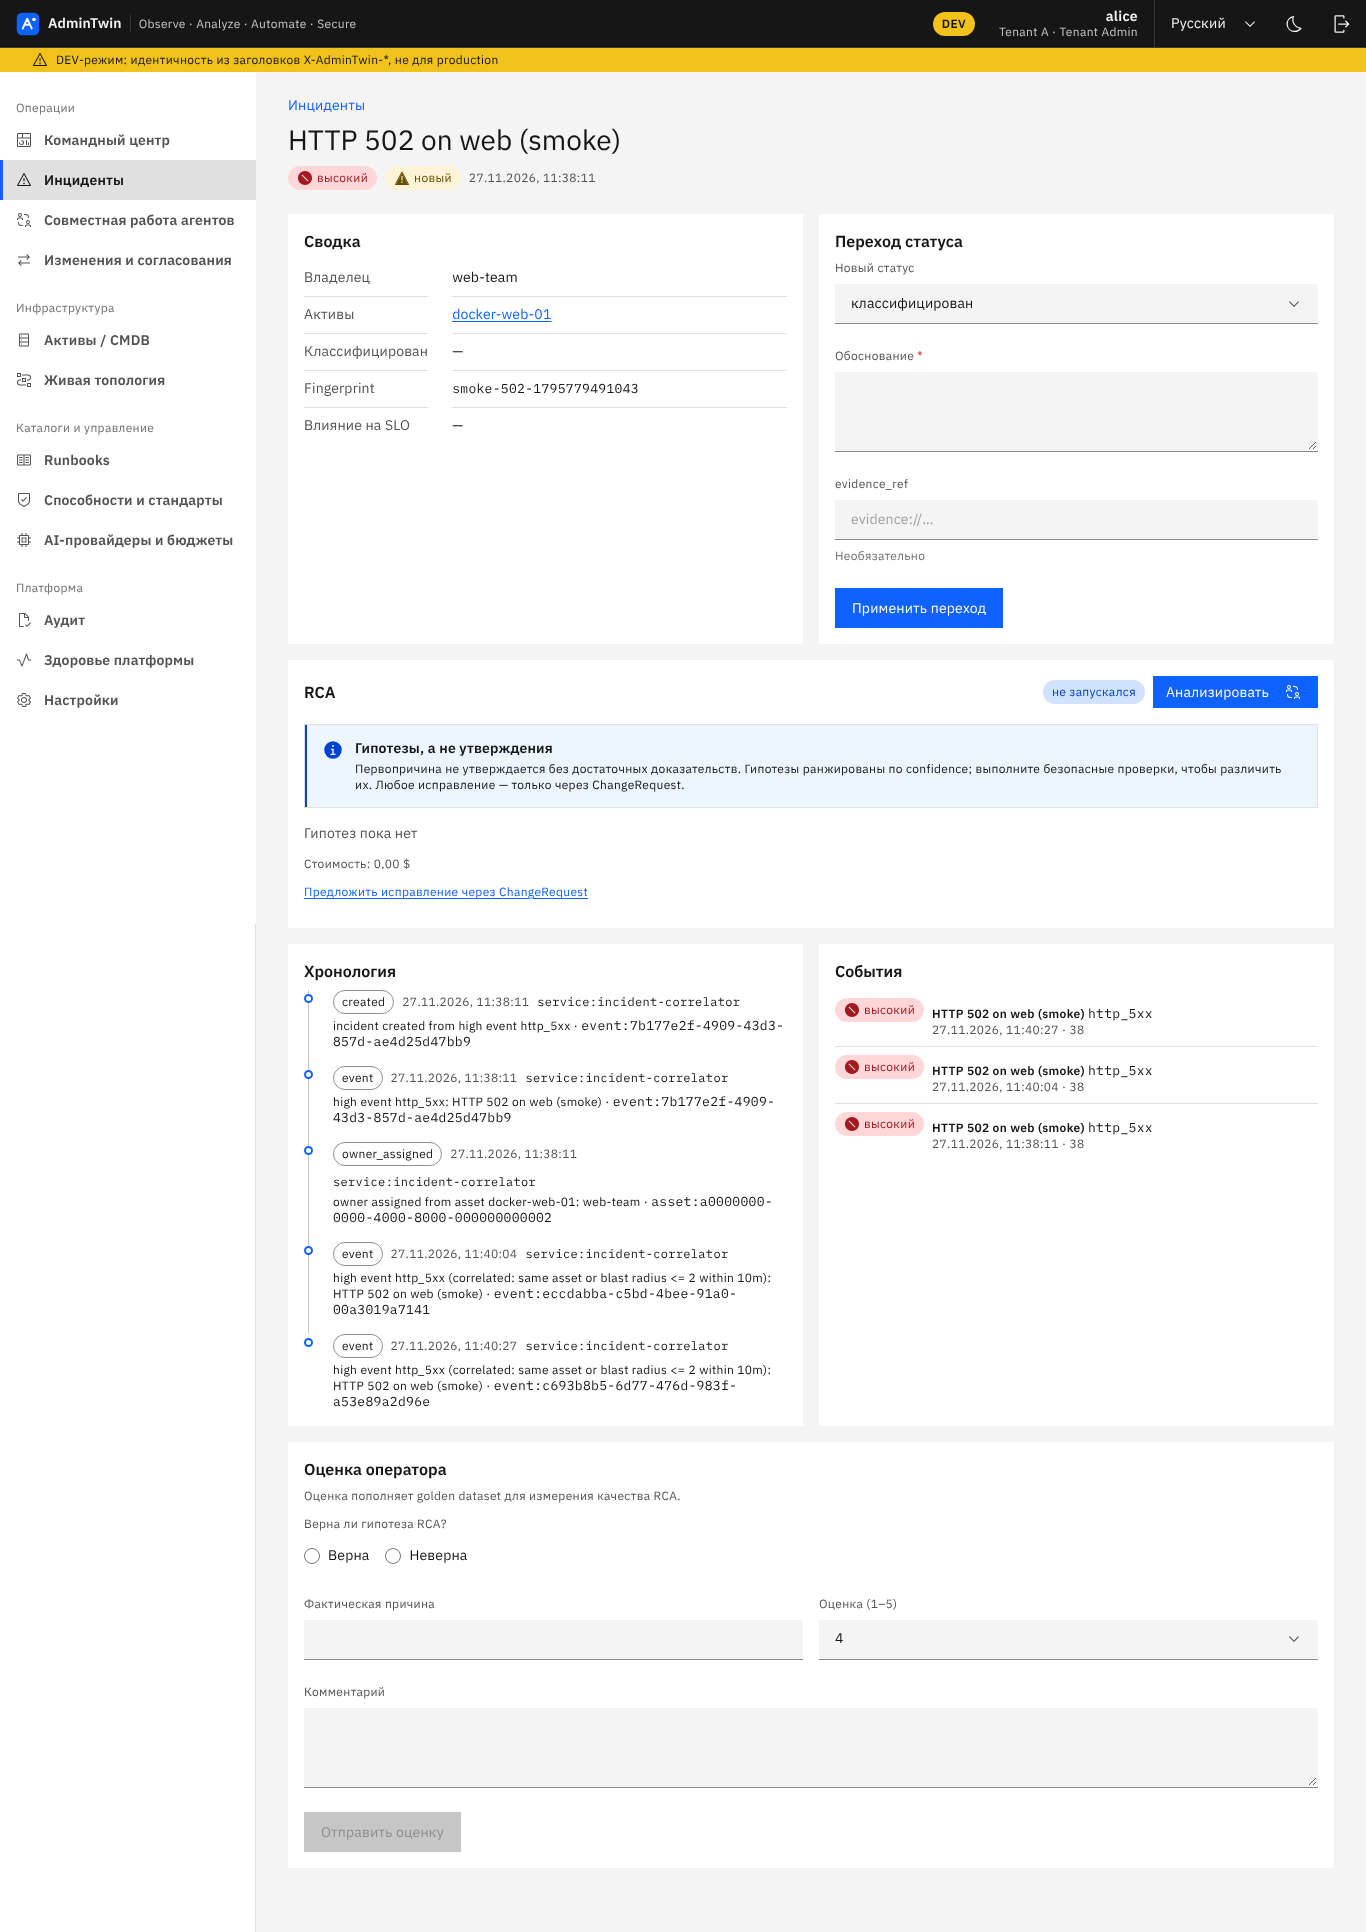 AdminTwin
Observe · Analyze · Automate · Secure
DEV
alice
Tenant A · Tenant Admin
Русский
DEV-режим: идентичность из заголовков X-AdminTwin-*, не для production
Операции
Командный центр
Инциденты
Совместная работа агентов
Изменения и согласования
Инфраструктура
Активы / CMDB
Живая топология
Каталоги и управление
Runbooks
Способности и стандарты
AI-провайдеры и бюджеты
Платформа
Аудит
Здоровье платформы
Настройки
Инциденты
HTTP 502 on web (smoke)
высокий новый 27.11.2026, 11:38:11
Сводка
Владелец web-team
Активы docker-web-01
Классифицирован —
Fingerprint smoke-502-1795779491043
Влияние на SLO —
Переход статуса
Новый статус
классифицирован
Обоснование *
evidence_ref
evidence://...
Необязательно
Применить переход
RCA
не запускался
Анализировать
Гипотезы, а не утверждения
Первопричина не утверждается без достаточных доказательств. Гипотезы ранжированы по confidence; выполните безопасные проверки, чтобы различить
их. Любое исправление — только через ChangeRequest.
Гипотез пока нет
Стоимость: 0,00 $
Предложить исправление через ChangeRequest
Хронология
created 27.11.2026, 11:38:11 service:incident-correlator
incident created from high event http_5xx · event:7b177e2f-4909-43d3-
857d-ae4d25d47bb9
event 27.11.2026, 11:38:11 service:incident-correlator
high event http_5xx: HTTP 502 on web (smoke) · event:7b177e2f-4909-
43d3-857d-ae4d25d47bb9
owner_assigned 27.11.2026, 11:38:11
service:incident-correlator
owner assigned from asset docker-web-01: web-team · asset:a0000000-
0000-4000-8000-000000000002
event 27.11.2026, 11:40:04 service:incident-correlator
high event http_5xx (correlated: same asset or blast radius <= 2 within 10m):
HTTP 502 on web (smoke) · event:eccdabba-c5bd-4bee-91a0-
00a3019a7141
event 27.11.2026, 11:40:27 service:incident-correlator
high event http_5xx (correlated: same asset or blast radius <= 2 within 10m):
HTTP 502 on web (smoke) · event:c693b8b5-6d77-476d-983f-
a53e89a2d96e
События
высокий HTTP 502 on web (smoke) http_5xx
27.11.2026, 11:40:27 · 38
высокий HTTP 502 on web (smoke) http_5xx
27.11.2026, 11:40:04 · 38
высокий HTTP 502 on web (smoke) http_5xx
27.11.2026, 11:38:11 · 38
Оценка оператора
Оценка пополняет golden dataset для измерения качества RCA.
Верна ли гипотеза RCA?
Верна Неверна
Фактическая причина
Оценка (1–5)
4
Комментарий
Отправить оценку